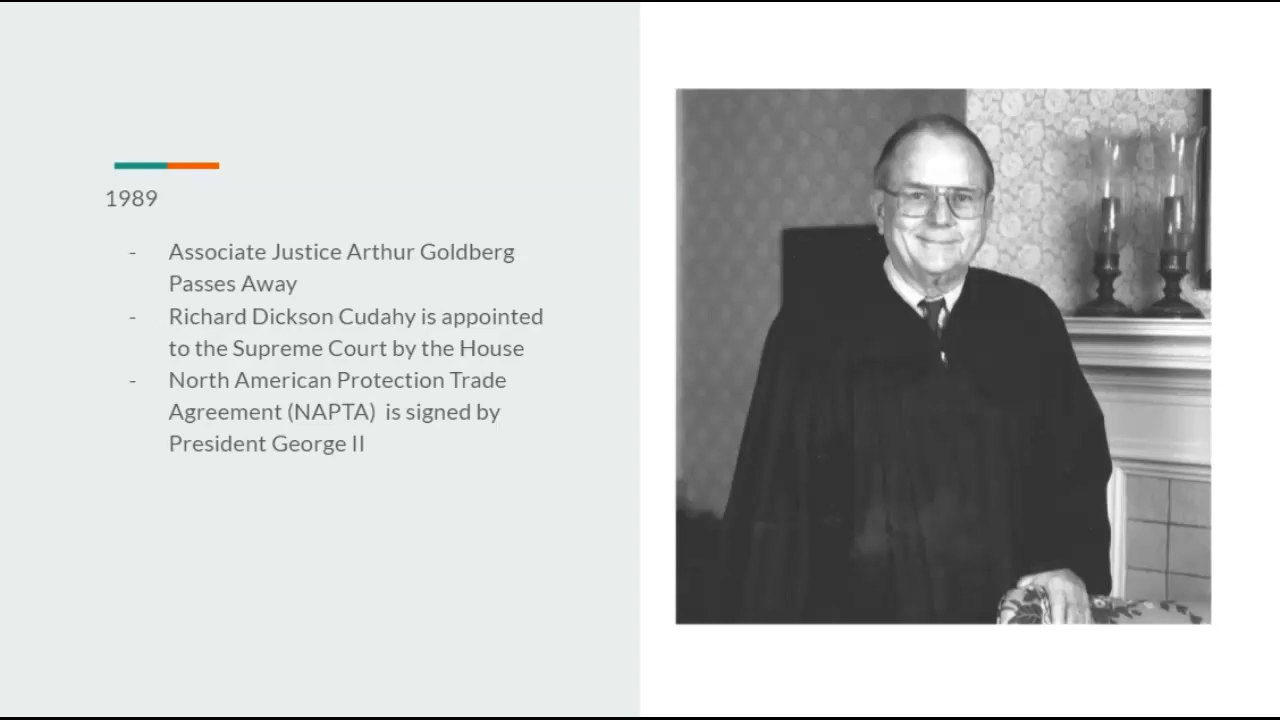 1989
- Associate Justice Arthur Goldberg
Passes Away
- Richard Dickson Cudahy is appointed
to the Supreme Court by the House
- North American Protection Trade
Agreement (NAPTA)  is signed by
President George II